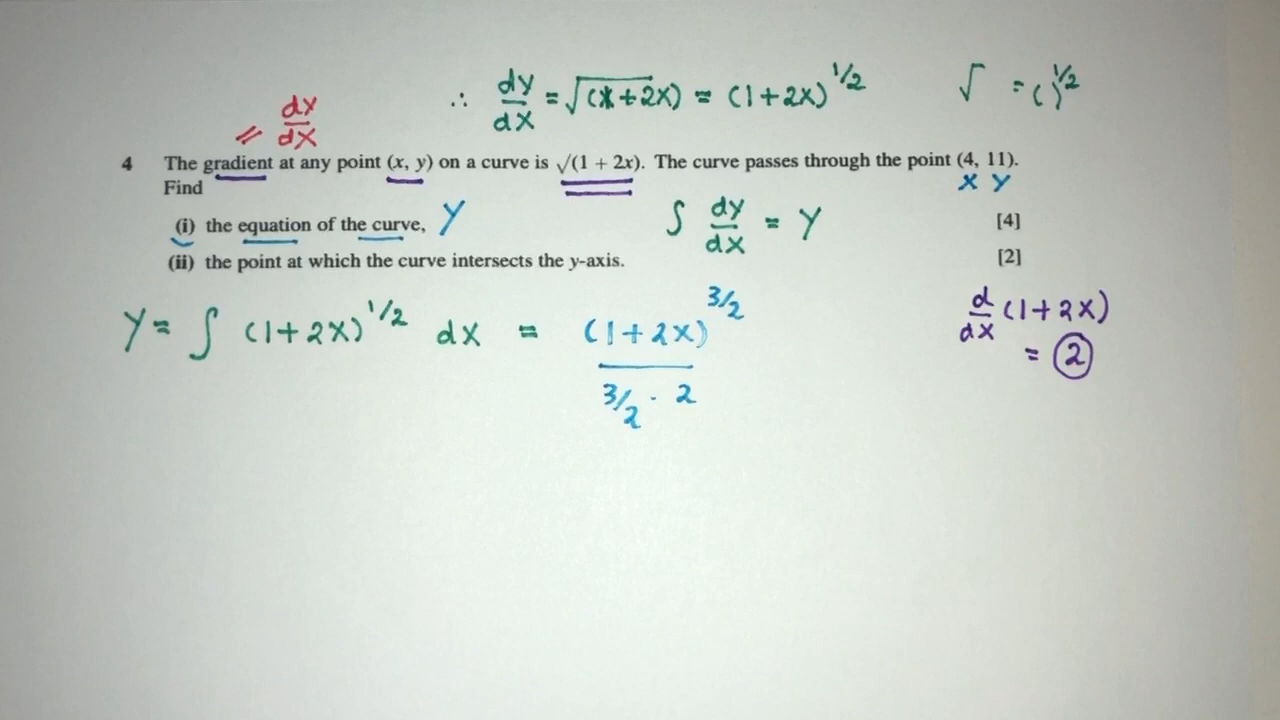 ∴ dy/dx = √(1+2x) = (1+2x)^1/2 √ = ( )^1/2
= dy/dx
4 The gradient at any point (x, y) on a curve is √(1 + 2x). The curve passes through the point (4, 11).
x y
Find
(i) the equation of the curve, y ∫ dy/dx = y [4]
(ii) the point at which the curve intersects the y-axis. [2]
y = ∫ (1+2x)^1/2 dx = (1+2x)^3/2 / (3/2 · 2) d/dx (1+2x)
= 2